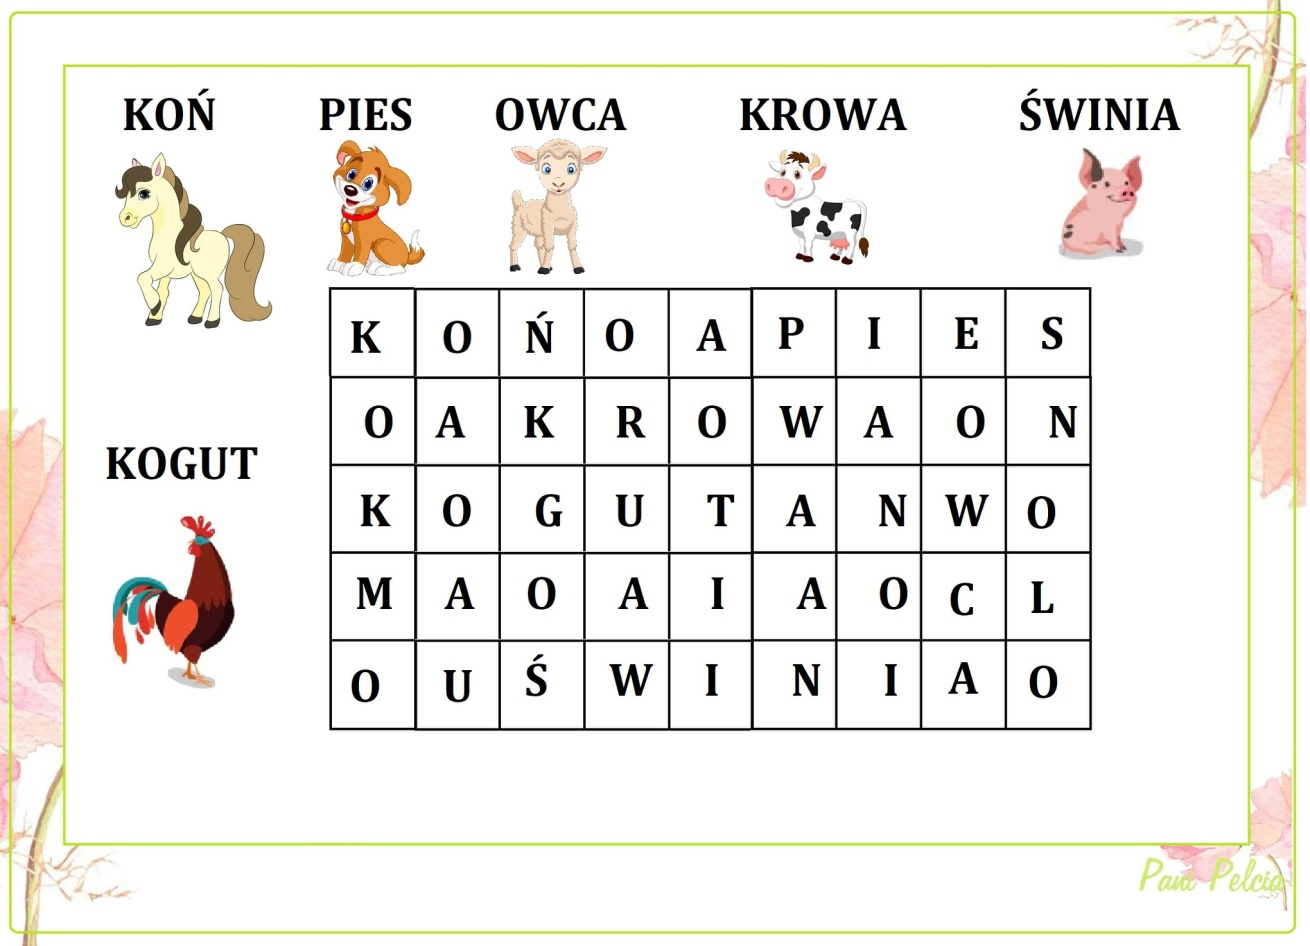 KOŃ PIES OWCA KROWA ŚWINIA
K O Ń O A P I E S
O A K R O W A O N
KOGUT
K O G U T A N W O
M A O A I A O C L
O U Ś W I N I A O
Pani Pelcia